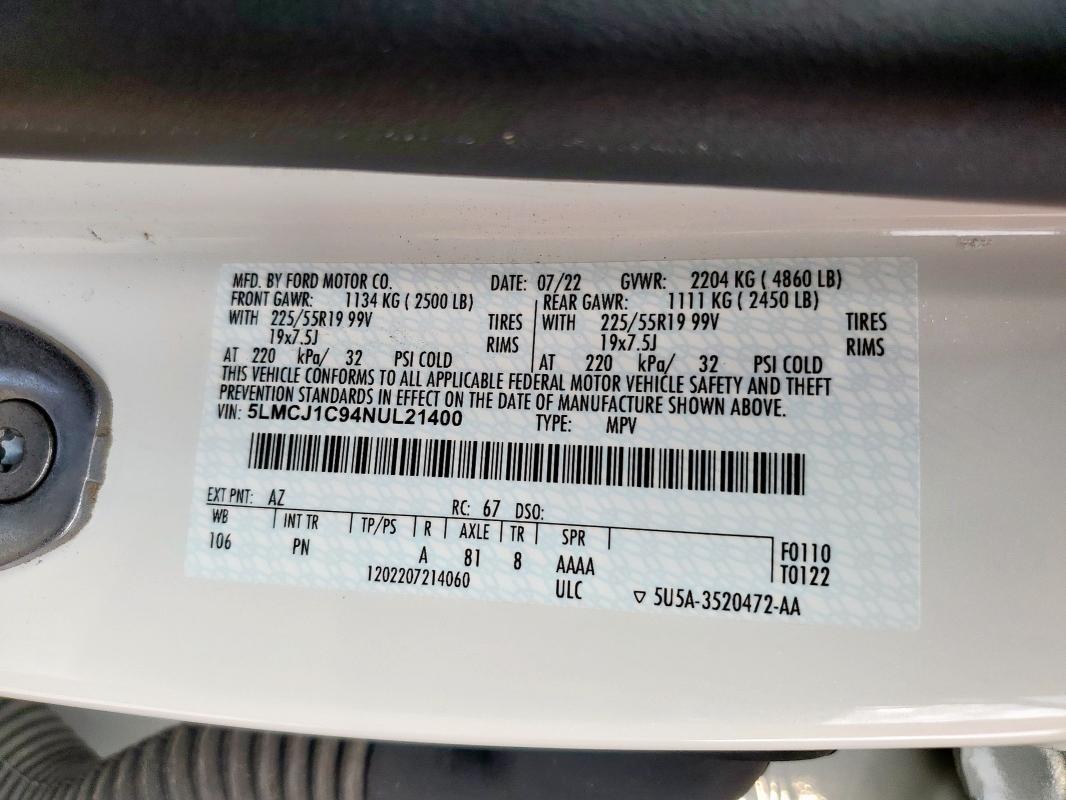 MFD. BY FORD MOTOR CO. DATE: 07/22 GVWR: 2204 KG ( 4860 LB)
FRONT GAWR: 1134 KG ( 2500 LB) REAR GAWR: 1111 KG ( 2450 LB)
WITH 225/55R19 99V TIRES WITH 225/55R19 99V TIRES
19x7.5J RIMS 19x7.5J RIMS
AT 220 kPa/ 32 PSI COLD AT 220 kPa/ 32 PSI COLD
THIS VEHICLE CONFORMS TO ALL APPLICABLE FEDERAL MOTOR VEHICLE SAFETY AND THEFT
PREVENTION STANDARDS IN EFFECT ON THE DATE OF MANUFACTURE SHOWN ABOVE.
VIN: 5LMCJ1C94NUL21400 TYPE: MPV
EXT PNT: AZ RC: 67 DSO:
WB INT TR TP/PS R AXLE TR SPR
106 PN A 81 8 AAAA F0110
1202207214060 ULC T0122
5U5A-3520472-AA